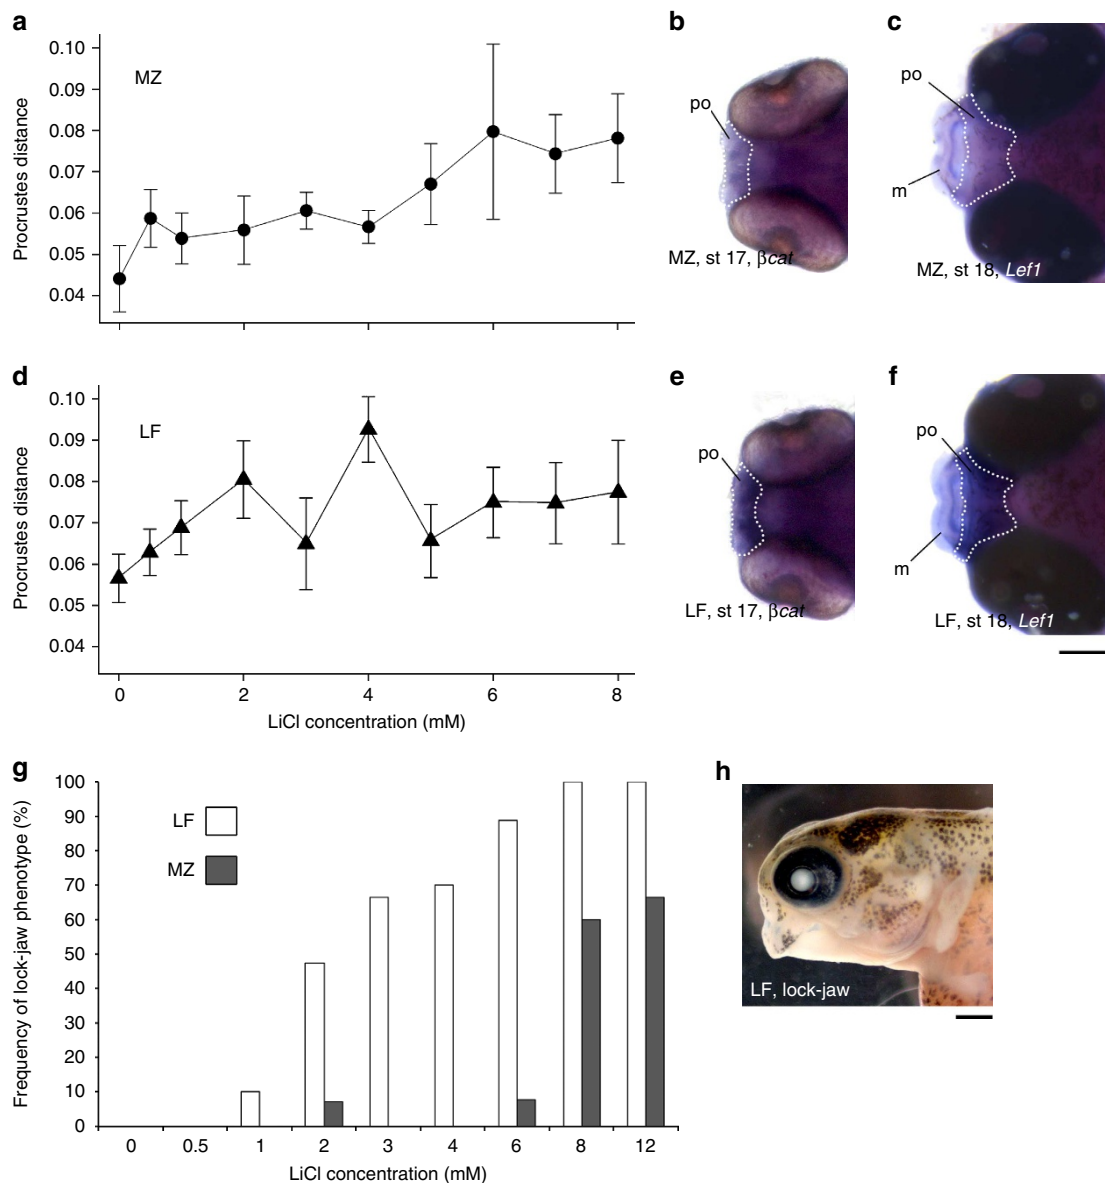 a
0.10
0.09
0.08
0.07
0.06
0.05
0.04
Procrustes distance
MZ
b
po
MZ, st 17, βcat
c
po
m
MZ, st 18, Lef1
d
0.10
0.09
0.08
0.07
0.06
0.05
0.04
Procrustes distance
LF
0 2 4 6 8
LiCl concentration (mM)
e
po
LF, st 17, βcat
f
po
m
LF, st 18, Lef1
g
100
90
80
70
60
50
40
30
20
10
0
Frequency of lock-jaw phenotype (%)
LF
MZ
0 0.5 1 2 3 4 6 8 12
LiCl concentration (mM)
h
LF, lock-jaw